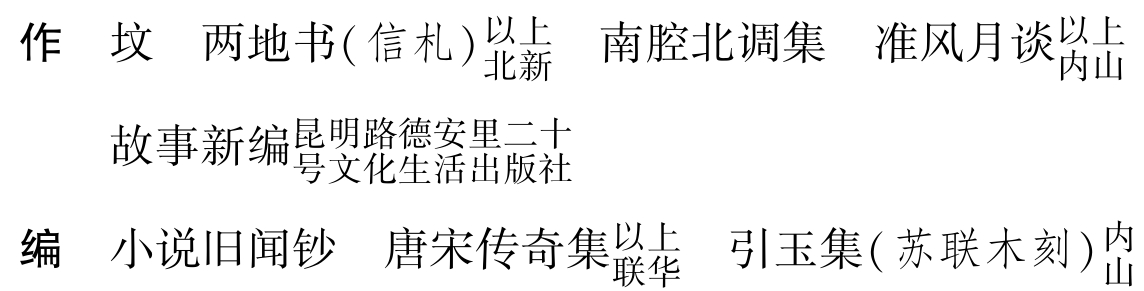 作 坟 两地书(信札)以上北新 南腔北调集 准风月谈以上内山
故事新编昆明路德安里二十号文化生活出版社
编 小说旧闻钞 唐宋传奇集以上联华 引玉集(苏联木刻)内山